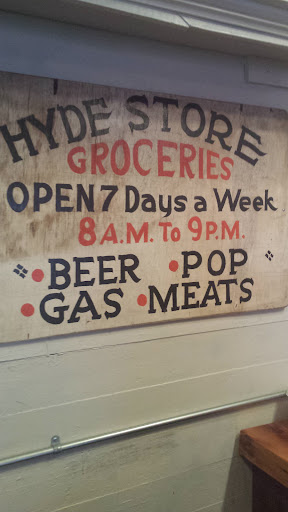 HYDE STORE
GROCERIES
OPEN 7 Days a Week
8 A.M. To 9 P.M.
• BEER • POP
• GAS • MEATS